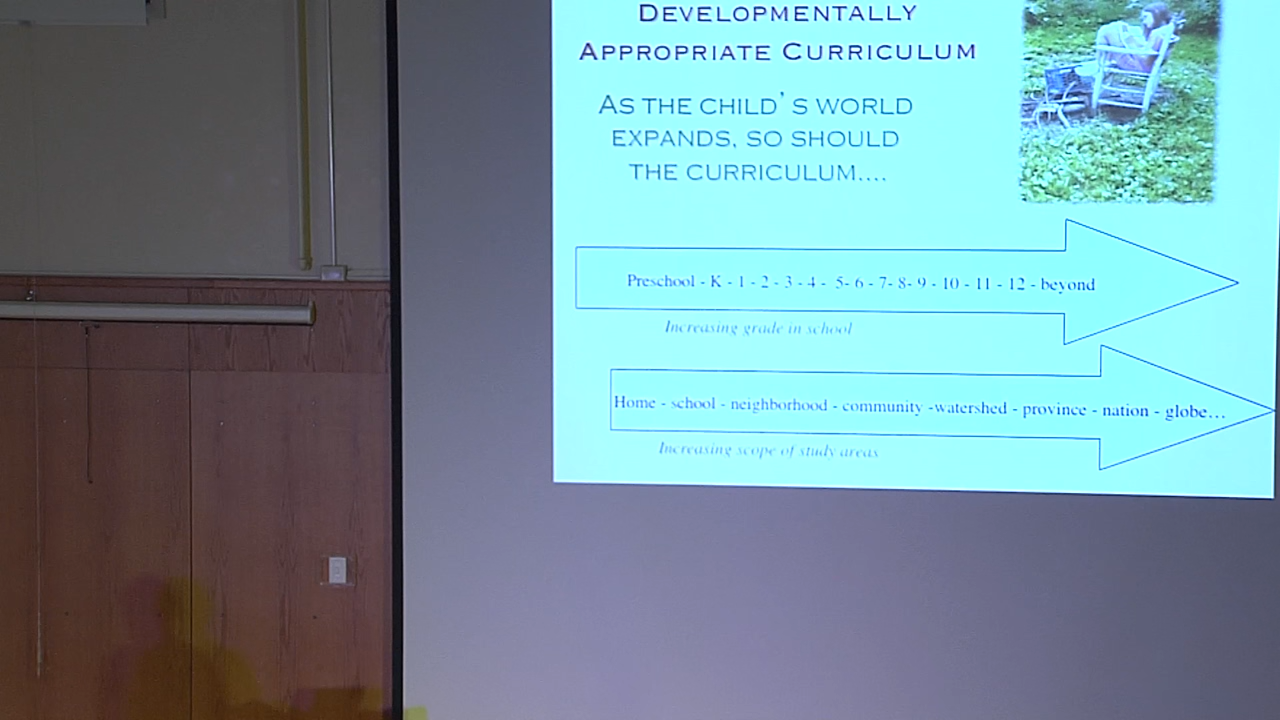 DEVELOPMENTALLY
APPROPRIATE CURRICULUM
AS THE CHILD'S WORLD
EXPANDS, SO SHOULD
THE CURRICULUM....
Preschool - K - 1 - 2 - 3 - 4 - 5- 6 - 7- 8- 9 - 10 - 11 - 12 - beyond
Increasing grade in school
Home - school - neighborhood - community -watershed - province - nation - globe...
Increasing scope of study areas